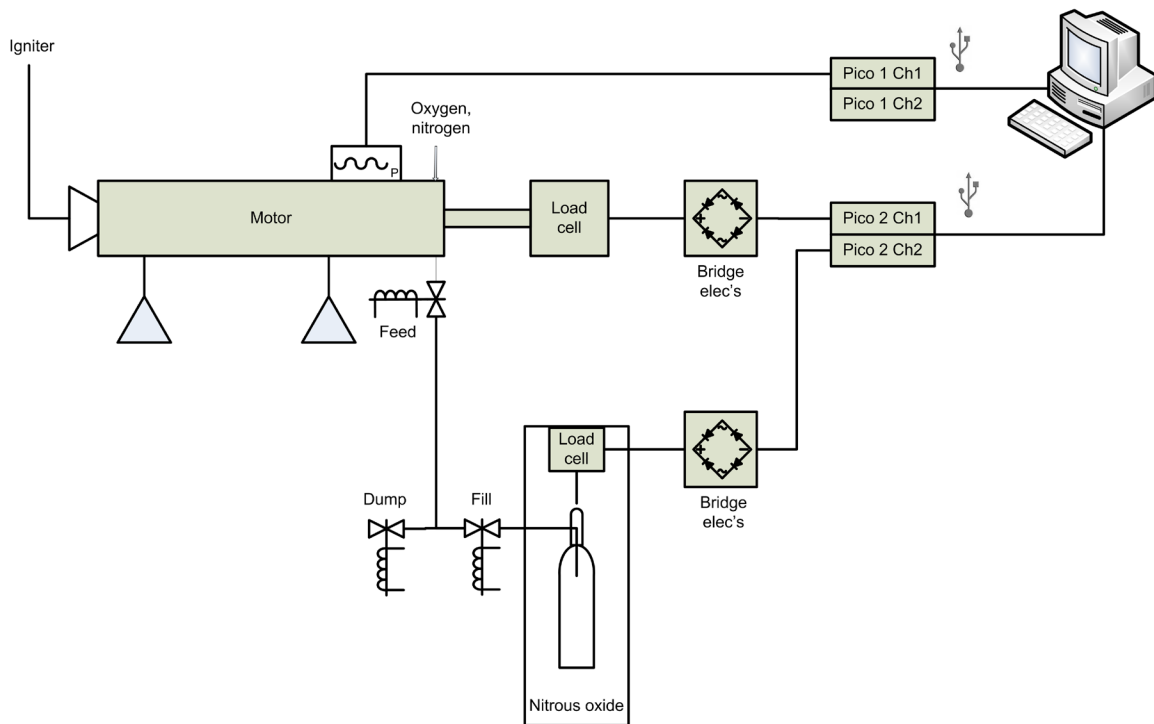 Igniter
Pico 1 Ch1
Pico 1 Ch2
Oxygen,
nitrogen
P
Motor
Load
cell
Pico 2 Ch1
Pico 2 Ch2
Bridge
elec's
Feed
Load
cell
Dump
Fill
Bridge
elec's
Nitrous oxide